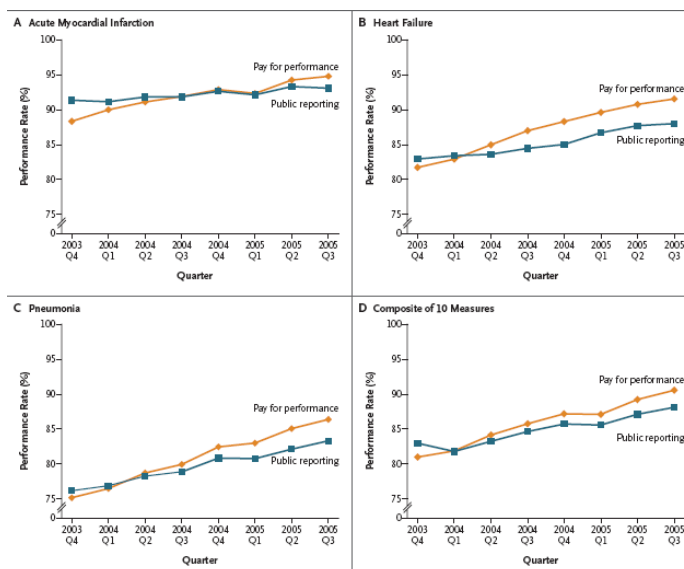 A Acute Myocardial Infarction
Performance Rate (%)
100
95
90
85
80
75
0
Pay for performance
Public reporting
2003 2004 2004 2004 2004 2005 2005 2005
Q4 Q1 Q2 Q3 Q4 Q1 Q2 Q3
Quarter
B Heart Failure
Performance Rate (%)
100
95
90
85
80
75
0
Pay for performance
Public reporting
2003 2004 2004 2004 2004 2005 2005 2005
Q4 Q1 Q2 Q3 Q4 Q1 Q2 Q3
Quarter
C Pneumonia
Performance Rate (%)
100
95
90
85
80
75
0
Pay for performance
Public reporting
2003 2004 2004 2004 2004 2005 2005 2005
Q4 Q1 Q2 Q3 Q4 Q1 Q2 Q3
Quarter
D Composite of 10 Measures
Performance Rate (%)
100
95
90
85
80
75
0
Pay for performance
Public reporting
2003 2004 2004 2004 2004 2005 2005 2005
Q4 Q1 Q2 Q3 Q4 Q1 Q2 Q3
Quarter